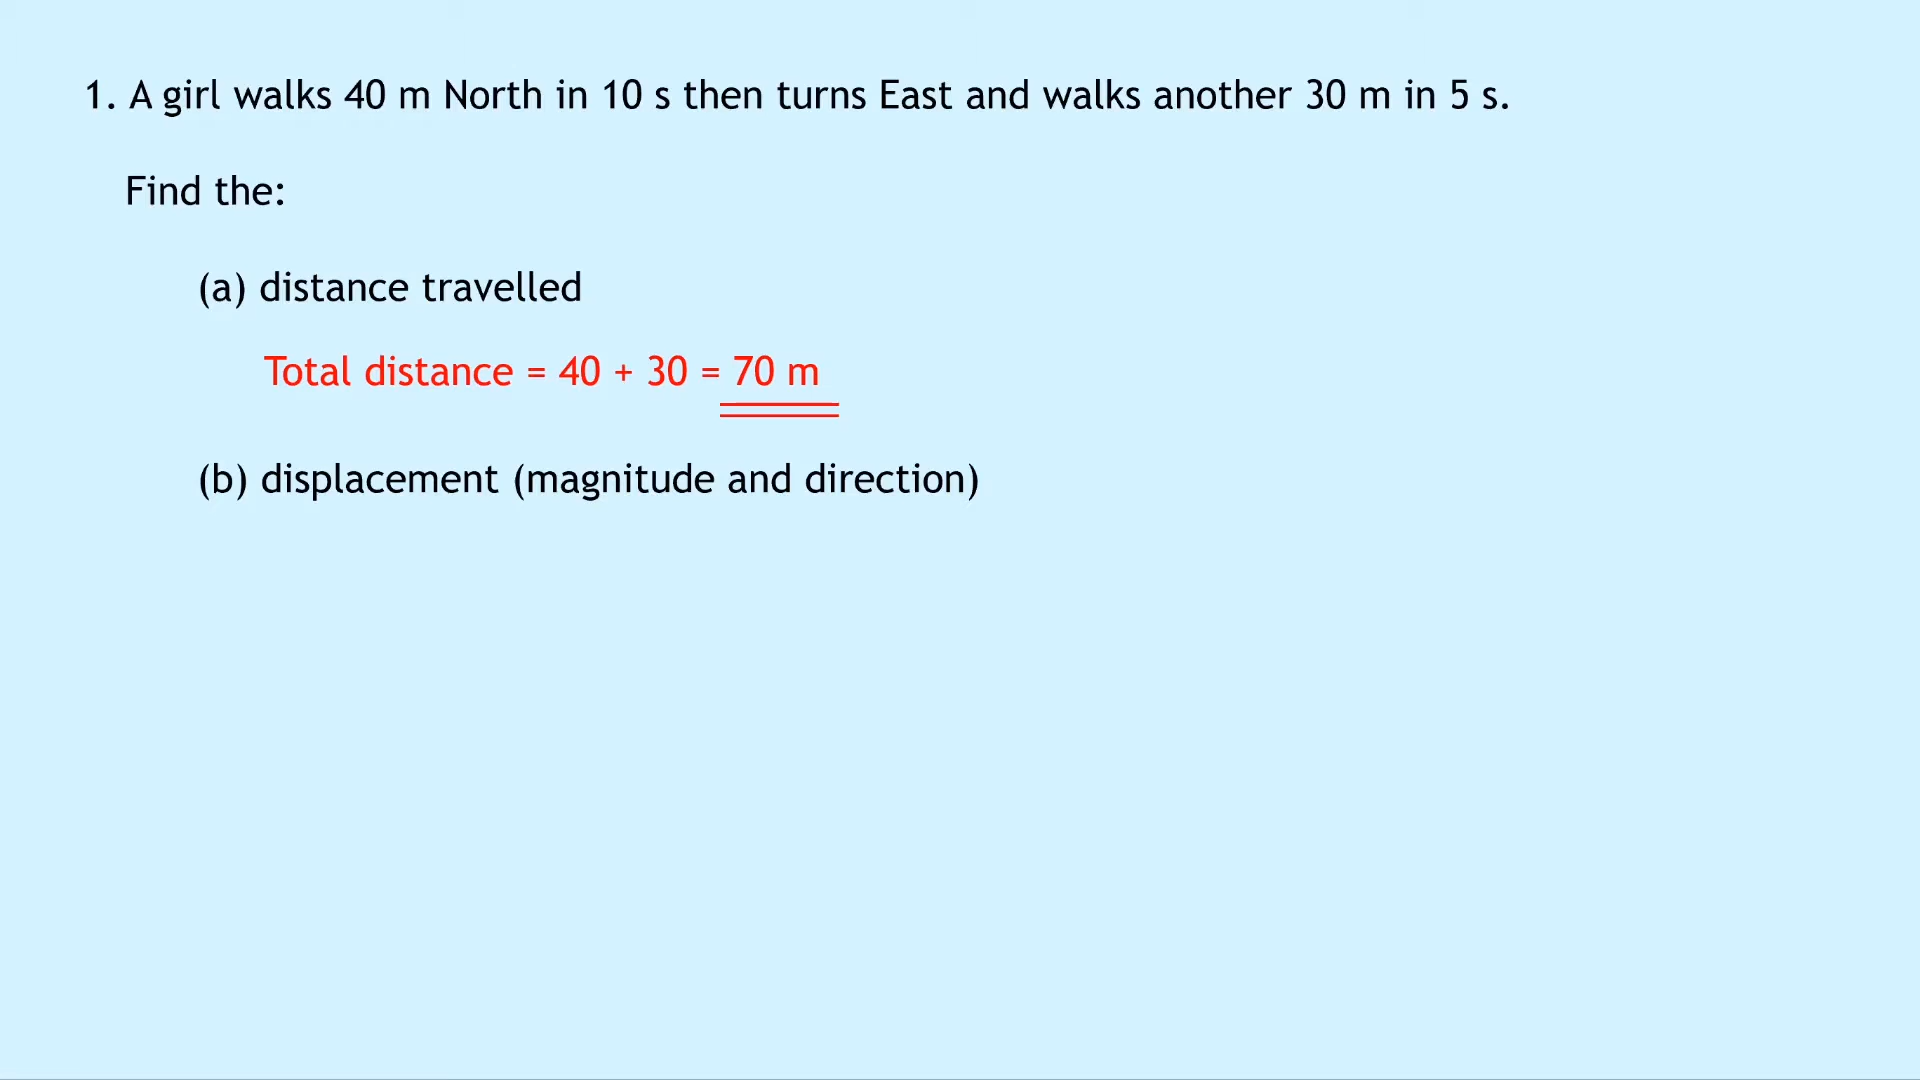 1. A girl walks 40 m North in 10 s then turns East and walks another 30 m in 5 s.
Find the:
(a) distance travelled
Total distance = 40 + 30 = 70 m
(b) displacement (magnitude and direction)